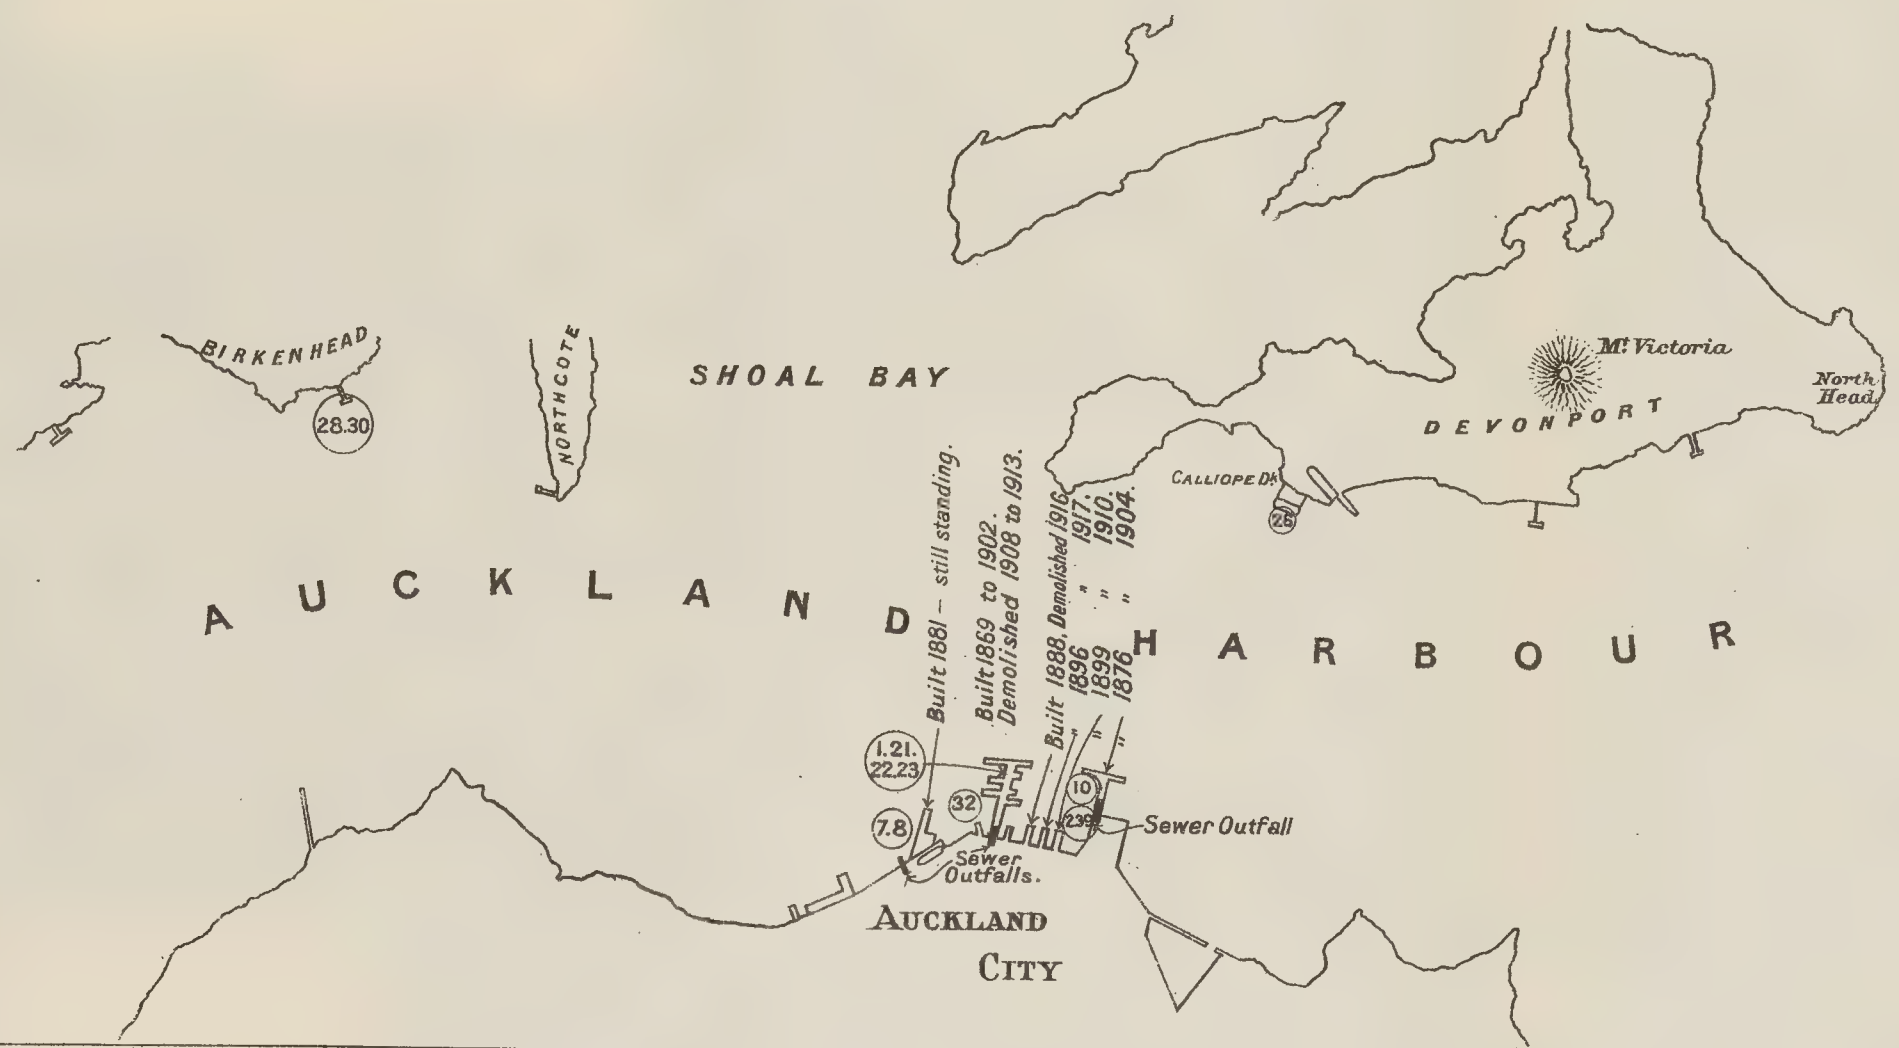 BIRKENHEAD
28.30
NORTHCOTE
SHOAL BAY
Mt Victoria
North
Head
DEVONPORT
CALLIOPE Dk.
AUCKLAND HARBOUR
Built 1881 – still standing.
Built 1869 to 1902.
Demolished 1908 to 1913.
Built 1888. Demolished 1916.
" 1896 " 1917.
" 1899 " 1910.
" 1876 " 1904.
1.21.
22.23
7.8
32
10
239
Sewer Outfall
Sewer
Outfalls.
AUCKLAND
CITY